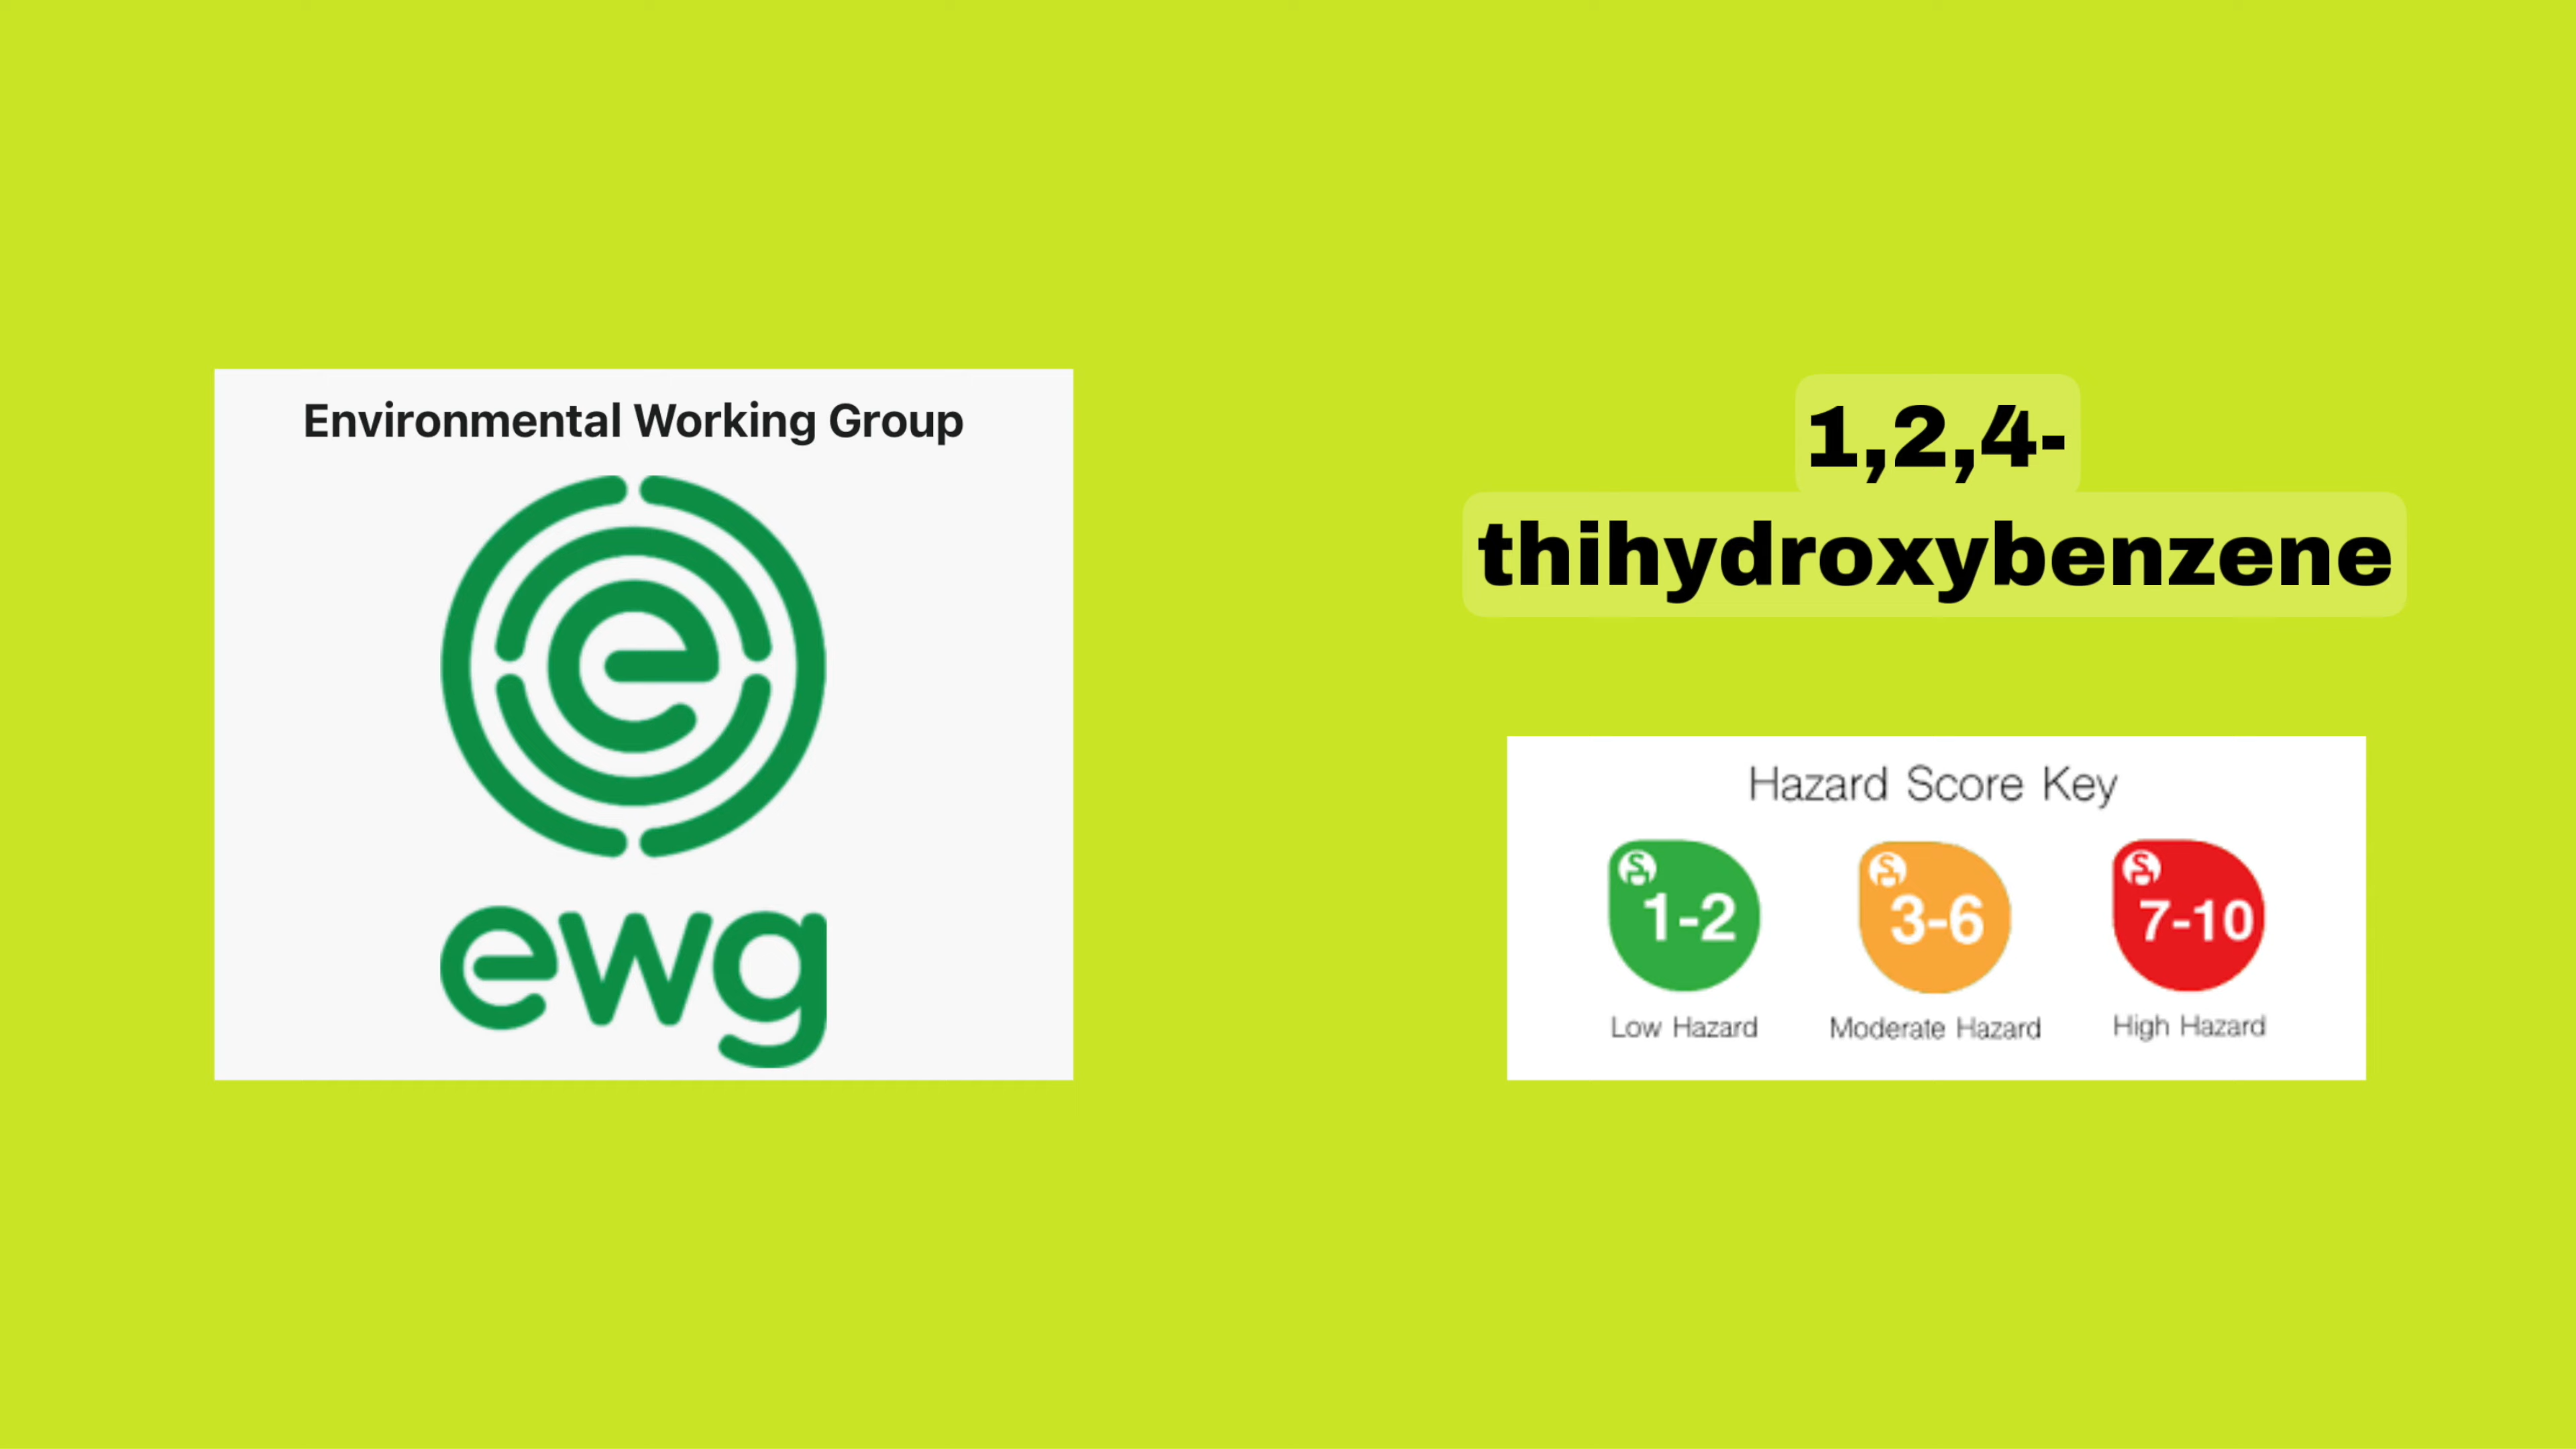 Environmental Working Group
e
ewg
1,2,4-
thihydroxybenzene
Hazard Score Key
1-2
3-6
7-10
Low Hazard
Moderate Hazard
High Hazard